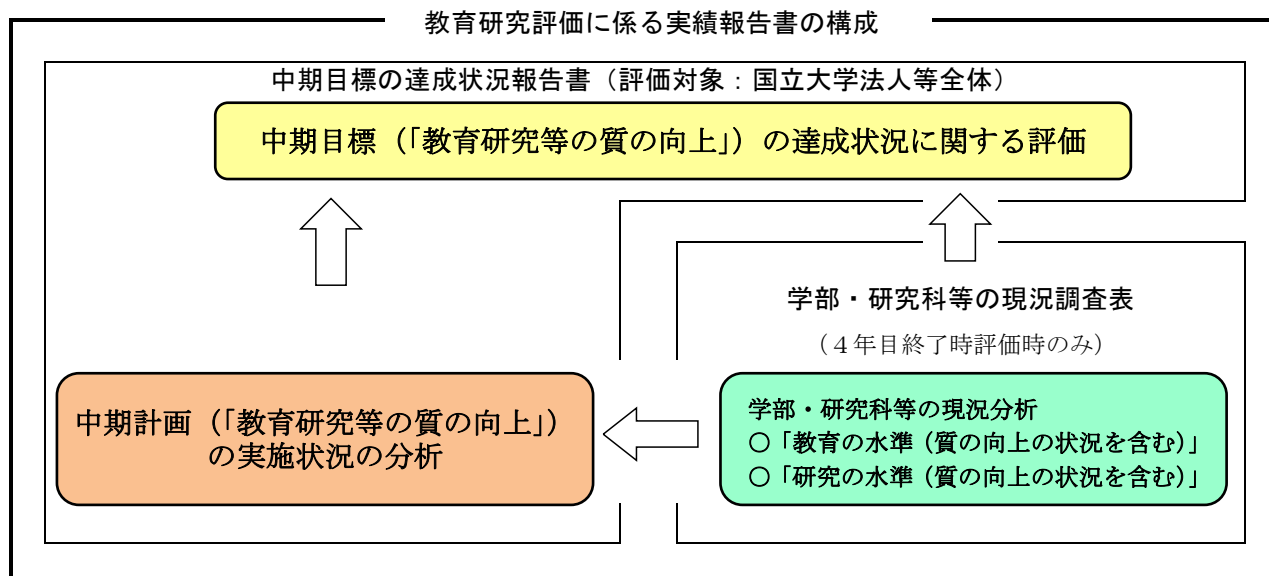 教育研究評価に係る実績報告書の構成
中期目標の達成状況報告書（評価対象：国立大学法人等全体）
中期目標（「教育研究等の質の向上」）の達成状況に関する評価
学部・研究科等の現況調査表
（４年目終了時評価時のみ）
中期計画（「教育研究等の質の向上」）
の実施状況の分析
学部・研究科等の現況分析
○「教育の水準（質の向上の状況を含む）」
○「研究の水準（質の向上の状況を含む）」